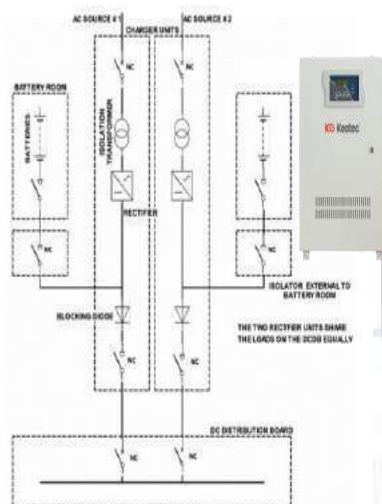 AC SOURCE #1
AC SOURCE #2
CHARGER UNITS
NC
NC
BATTERY ROOM
BATTERIES
ISOLATION
TRANSFORMER
KG Keatec
RECTIFIER
NC
NC
ISOLATOR EXTERNAL TO
BATTERY ROOM
BLOCKING DIODE
THE TWO RECTIFIER UNITS SHARE
THE LOADS ON THE DCDB EQUALLY
NC
NC
DC DISTRIBUTION BOARD
NC
NC